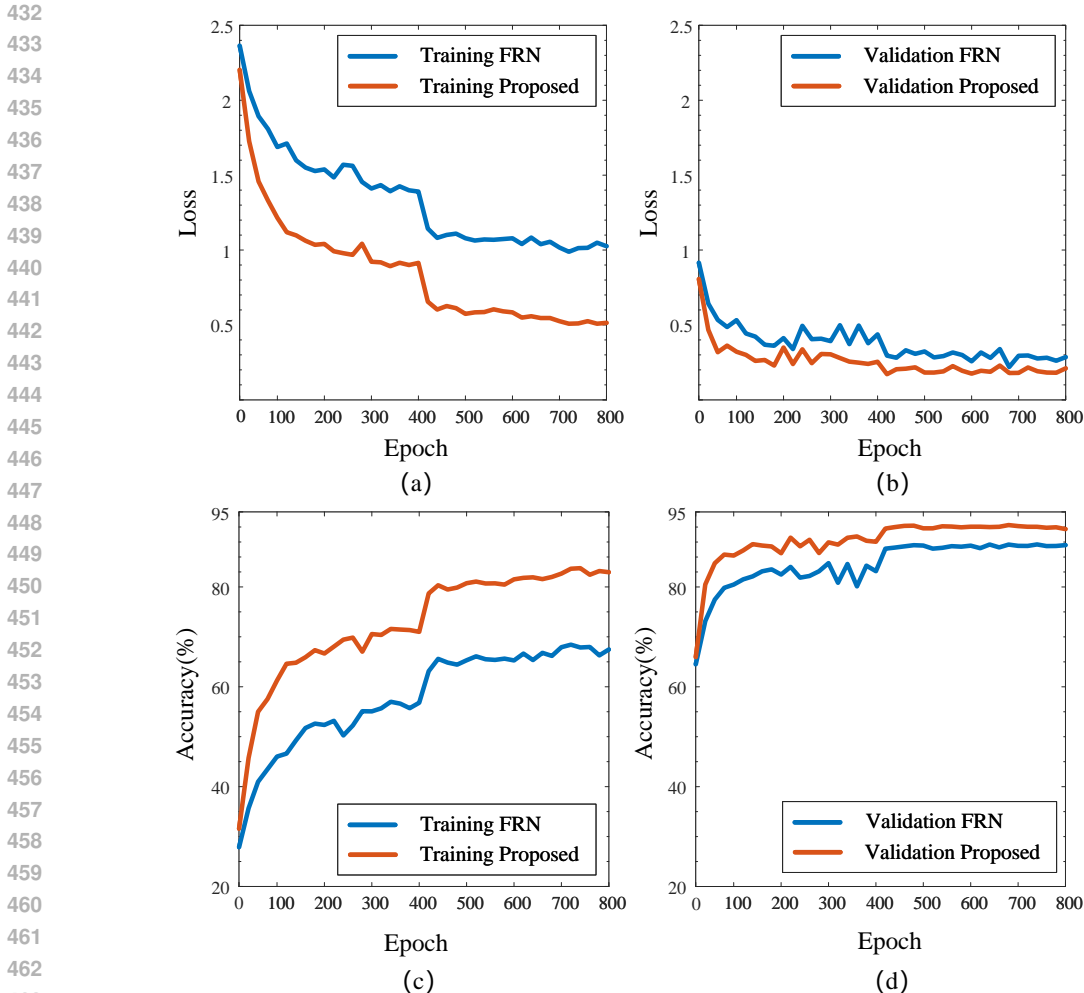 432
433
434
435
436
437
438
439
440
441
442
443
444
445
446
447
448
449
450
451
452
453
454
455
456
457
458
459
460
461
462
2.5
2
1.5
1
0.5
Loss
Training FRN
Training Proposed
0 100 200 300 400 500 600 700 800
Epoch
(a)
2.5
2
1.5
1
0.5
Loss
Validation FRN
Validation Proposed
0 100 200 300 400 500 600 700 800
Epoch
(b)
95
80
60
40
20
Accuracy(%)
Training FRN
Training Proposed
0 100 200 300 400 500 600 700 800
Epoch
(c)
95
80
60
40
20
Accuracy(%)
Validation FRN
Validation Proposed
0 100 200 300 400 500 600 700 800
Epoch
(d)